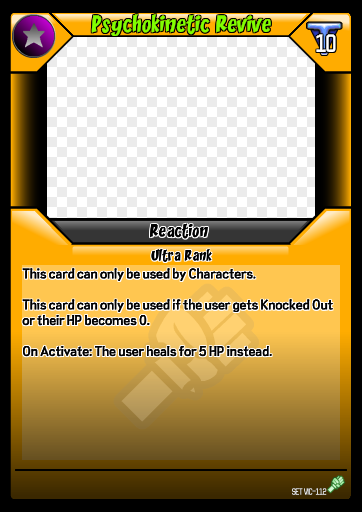 Psychokinetic Revive
10
Reaction
Ultra Rank
This card can only be used by Characters.
This card can only be used if the user gets Knocked Out
or their HP becomes 0.
On Activate: The user heals for 5 HP instead.
SET VIC-112